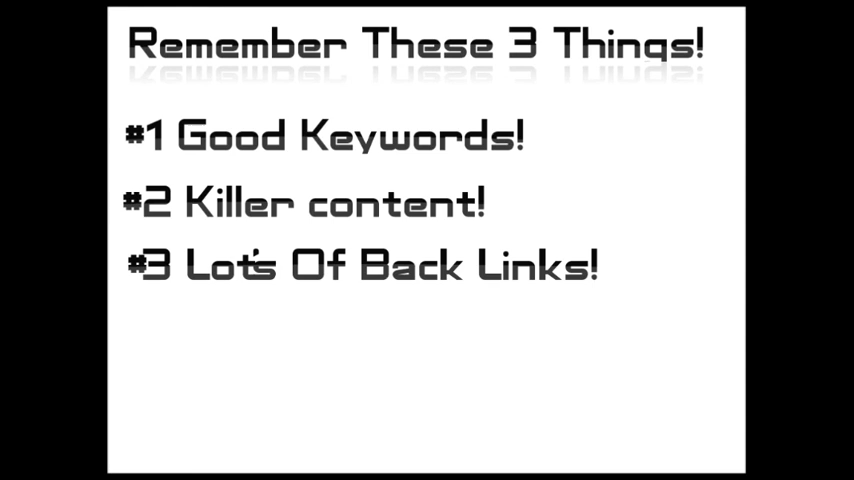 Remember These 3 Things!
#1 Good Keywords!
#2 Killer content!
#3 Lot's Of Back Links!